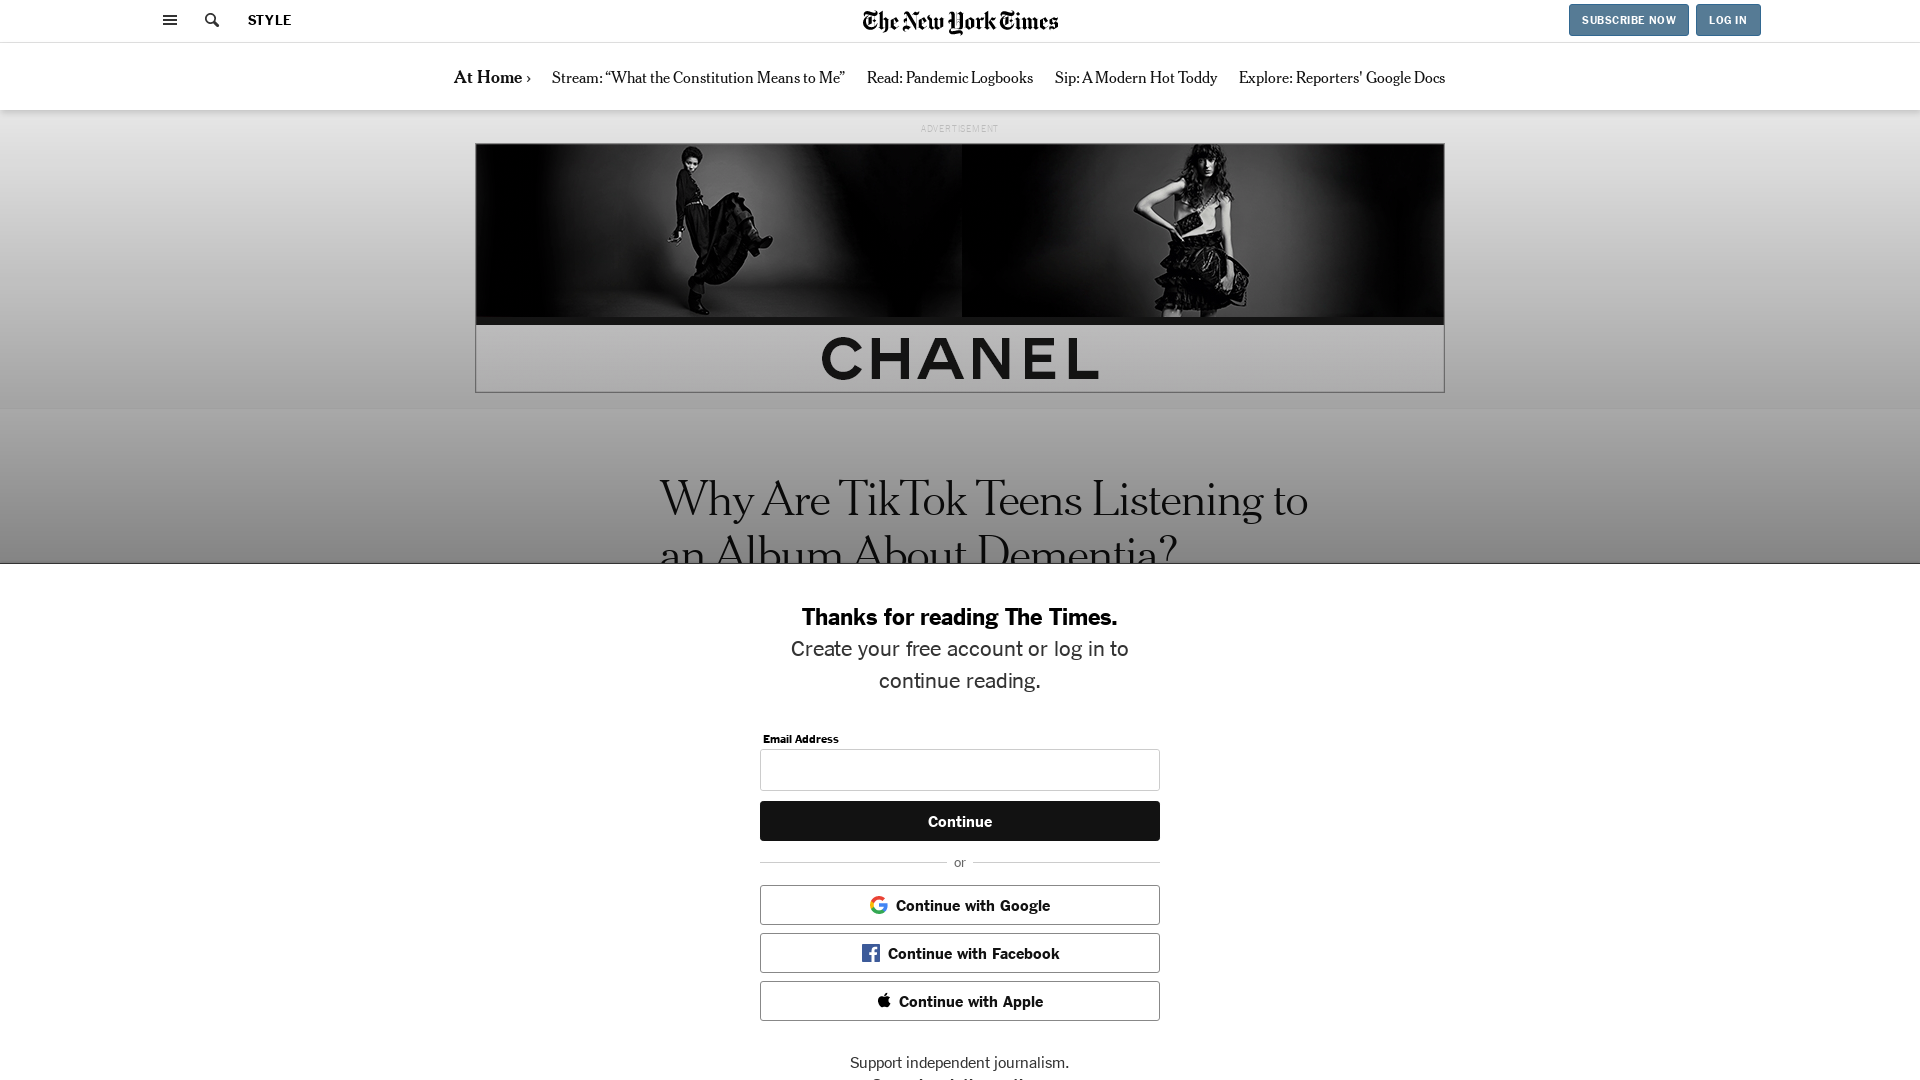 STYLE
The New York Times
SUBSCRIBE NOW
LOG IN
At Home ›
Stream: “What the Constitution Means to Me”
Read: Pandemic Logbooks
Sip: A Modern Hot Toddy
Explore: Reporters' Google Docs
ADVERTISEMENT
CHANEL
Why Are TikTok Teens Listening to
an Album About Dementia?
Thanks for reading The Times.
Create your free account or log in to
continue reading.
Email Address
Continue
or
Continue with Google
Continue with Facebook
Continue with Apple
Support independent journalism.